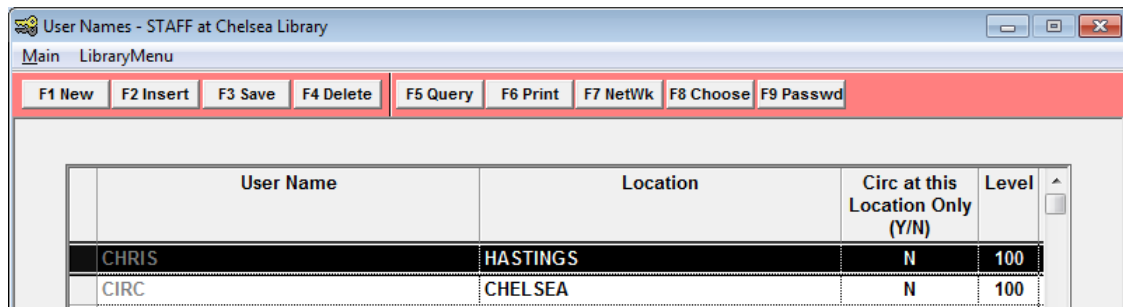 User Names - STAFF at Chelsea Library
Main LibraryMenu
F1 New F2 Insert F3 Save F4 Delete F5 Query F6 Print F7 NetWk F8 Choose F9 Passwd
User Name Location Circ at this Location Only (Y/N) Level
CHRIS HASTINGS N 100
CIRC CHELSEA N 100